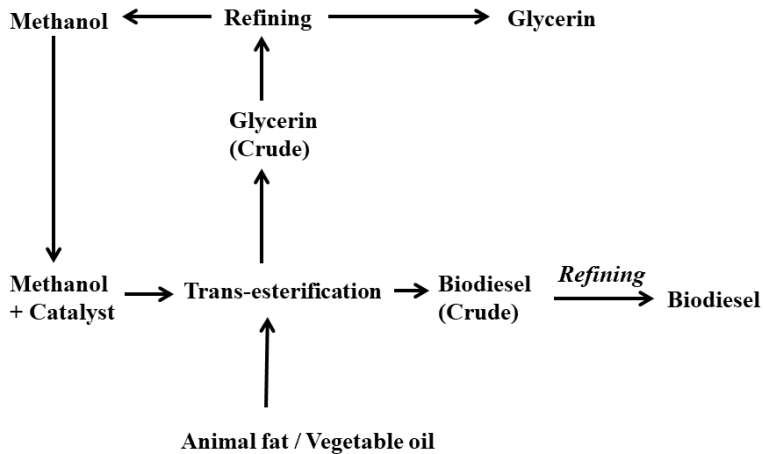 Methanol
Refining
Glycerin
Glycerin
(Crude)
Methanol
+ Catalyst
Trans-esterification
Biodiesel
(Crude)
Refining
Biodiesel
Animal fat / Vegetable oil